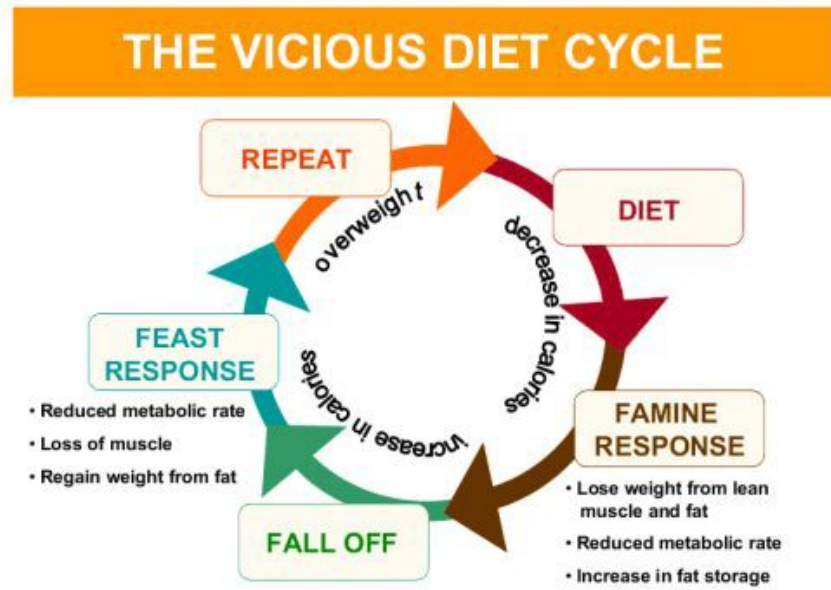 THE VICIOUS DIET CYCLE
REPEAT
overweight
DIET
decrease in calories
FEAST
RESPONSE
• Reduced metabolic rate
• Loss of muscle
• Regain weight from fat
increase in calories
FAMINE
RESPONSE
• Lose weight from lean
muscle and fat
• Reduced metabolic rate
• Increase in fat storage
FALL OFF